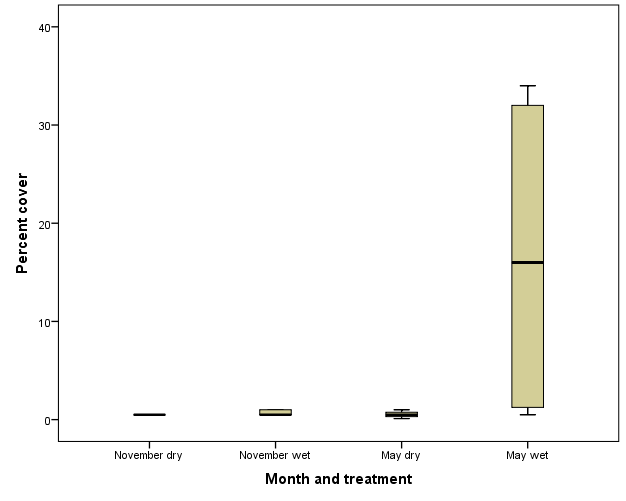 40
30
20
10
0
Percent cover
November dry November wet May dry May wet
Month and treatment